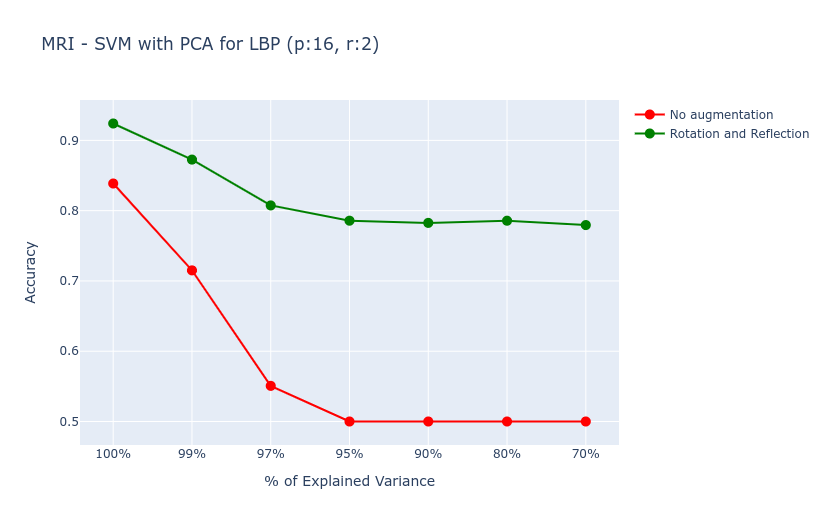 MRI - SVM with PCA for LBP (p:16, r:2)
No augmentation
Rotation and Reflection
Accuracy
0.9
0.8
0.7
0.6
0.5
100% 99% 97% 95% 90% 80% 70%
% of Explained Variance